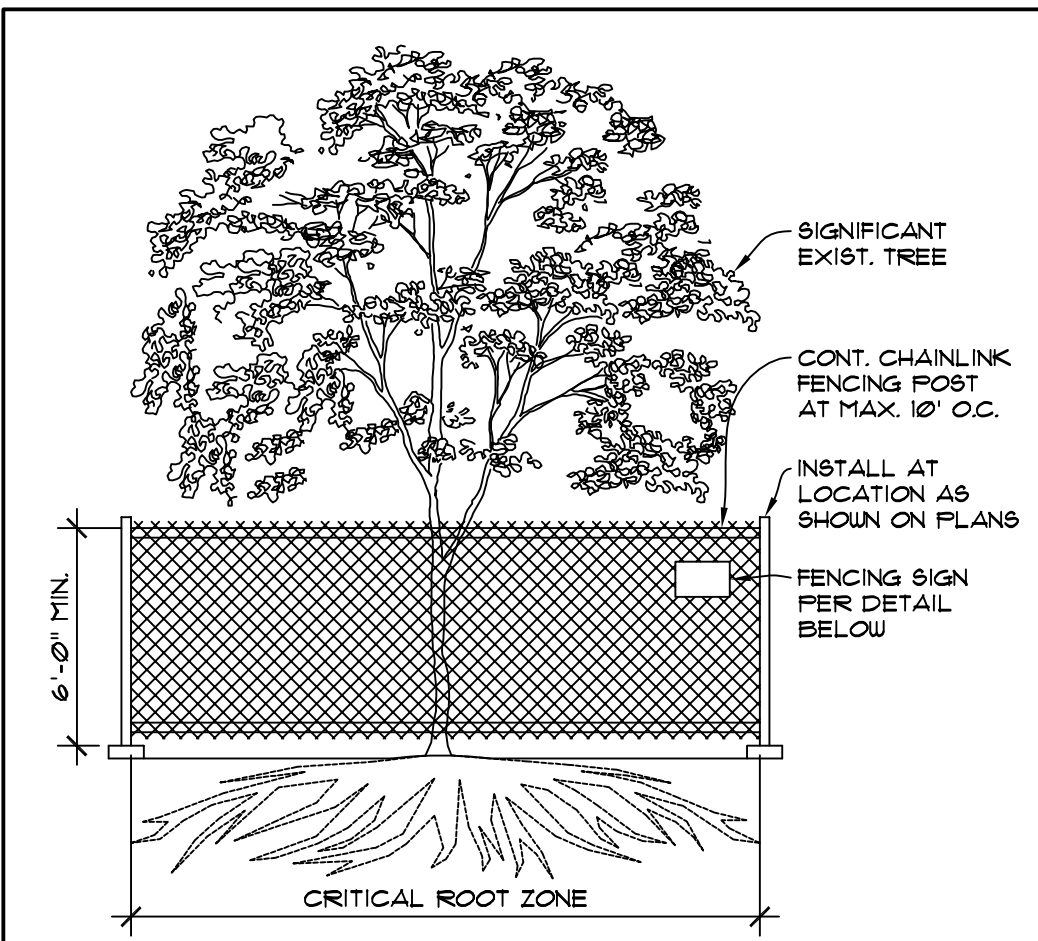 SIGNIFICANT
EXIST. TREE
CONT. CHAINLINK
FENCING POST
AT MAX. 10' O.C.
INSTALL AT
LOCATION AS
SHOWN ON PLANS
FENCING SIGN
PER DETAIL
BELOW
6'-0" MIN.
CRITICAL ROOT ZONE